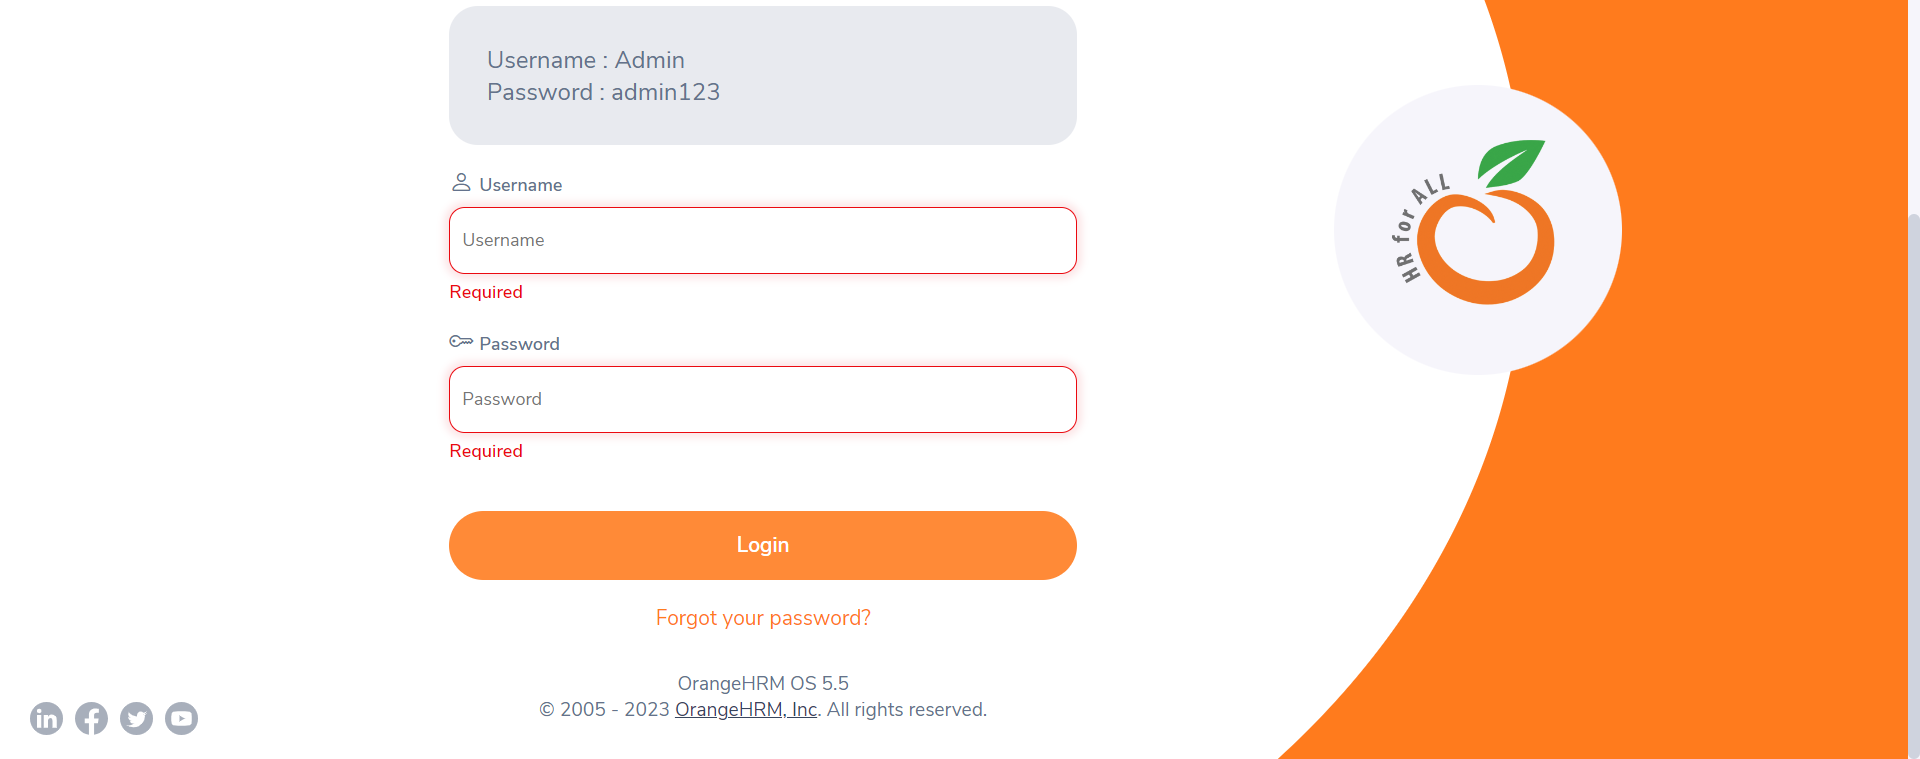 Username : Admin
Password : admin123
Username
Username
Required
Password
Password
Required
Login
Forgot your password?
OrangeHRM OS 5.5
© 2005 - 2023 OrangeHRM, Inc. All rights reserved.
HR for ALL